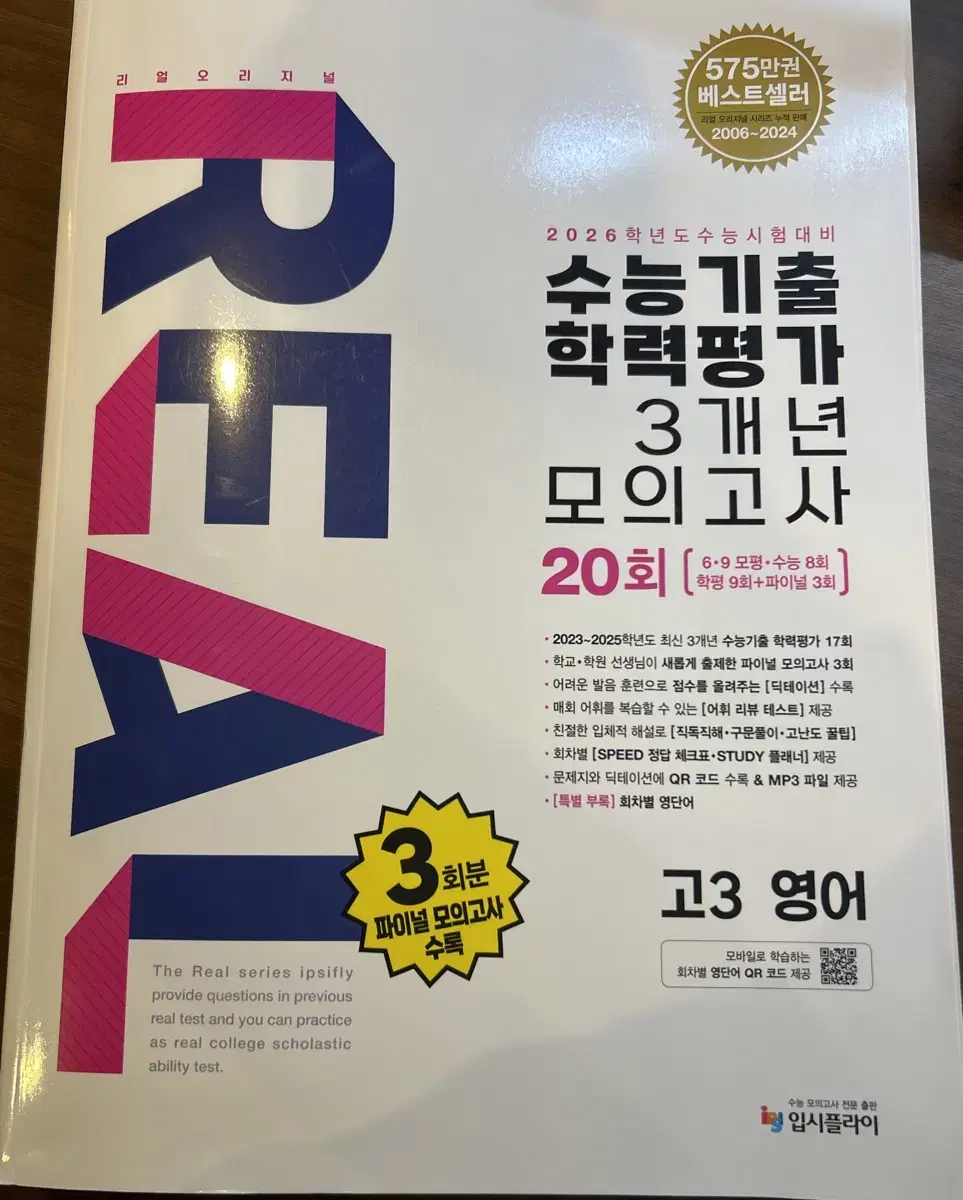 리얼오리지널
REAL
575만권
베스트셀러
리얼 오리지널 시리즈 누적 판매
2006~2024
2026학년도수능시험대비
수능기출
학력평가
3개년
모의고사
20회 [6·9 모평·수능 8회
학평 9회+파이널 3회]
· 2023~2025학년도 최신 3개년 수능기출 학력평가 17회
· 학교·학원 선생님이 새롭게 출제한 파이널 모의고사 3회
· 어려운 발음 훈련으로 점수를 올려주는 [딕테이션] 수록
· 매회 어휘를 복습할 수 있는 [어휘 리뷰 테스트] 제공
· 친절한 입체적 해설로 [직독직해·구문풀이·고난도 꿀팁]
· 회차별 [SPEED 정답 체크표·STUDY 플래너] 제공
· 문제지와 딕테이션에 QR 코드 수록 & MP3 파일 제공
· [특별 부록] 회차별 영단어
3회분
파이널 모의고사
수록
고3 영어
모바일로 학습하는
회차별 영단어 QR 코드 제공
The Real series ipsifly
provide questions in previous
real test and you can practice
as real college scholastic
ability test.
수능 모의고사 전문 출판
ipsi 입시플라이